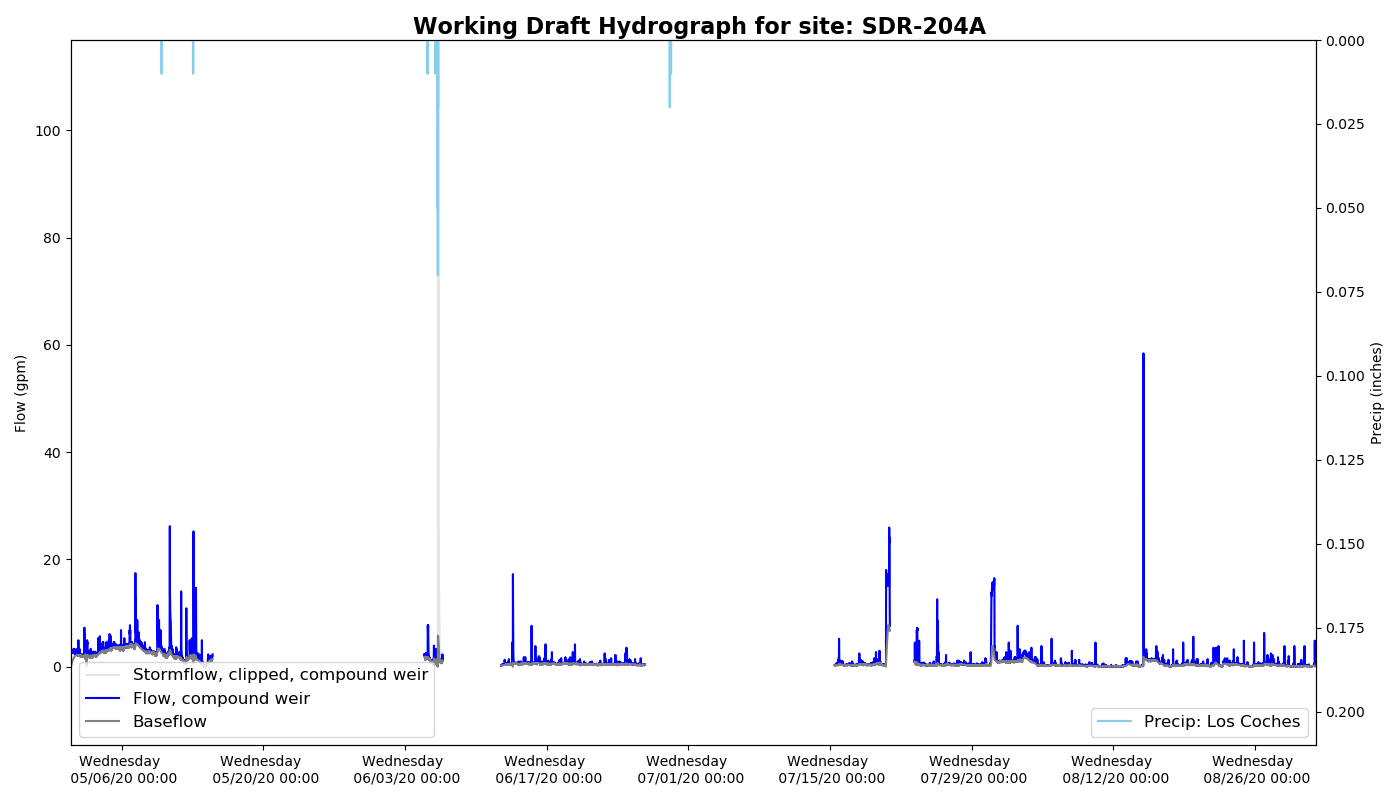 Working Draft Hydrograph for site: SDR-204A
Flow (gpm)
100
80
60
40
20
0
0.000
0.025
0.050
0.075
0.100
0.125
0.150
0.175
0.200
Precip (inches)
Stormflow, clipped, compound weir
Flow, compound weir
Baseflow
Precip: Los Coches
Wednesday
05/06/20 00:00
Wednesday
05/20/20 00:00
Wednesday
06/03/20 00:00
Wednesday
06/17/20 00:00
Wednesday
07/01/20 00:00
Wednesday
07/15/20 00:00
Wednesday
07/29/20 00:00
Wednesday
08/12/20 00:00
Wednesday
08/26/20 00:00